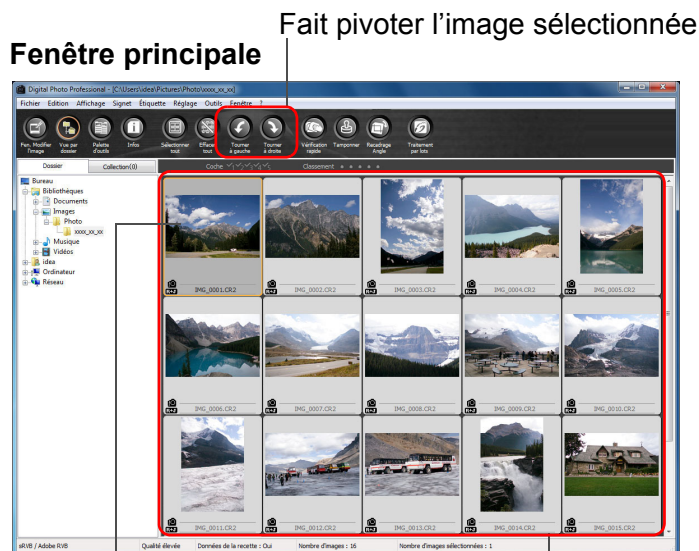 Fait pivoter l’image sélectionnée
Fenêtre principale
Digital Photo Professional - [C:\Users\idea\Pictures\Photo\xxxx_xx_xx]
Fichier Edition Affichage Signet Étiquette Réglage Outils Fenêtre ?
Fen. Modifier l'image
Vue par dossier
Palette d'outils
Infos
Sélectionner tout
Effacer tout
Tourner à gauche
Tourner à droite
Vérification rapide
Tamponner
Recadrage Angle
Traitement par lots
Dossier Collection(0) Coche 1 2 3 4 5 Classement
Bureau
Bibliothèques
Documents
Images
Photo
xxxx_xx_xx
Musique
Vidéos
idea
Ordinateur
Réseau
IMG_0001.CR2 IMG_0002.CR2 IMG_0003.CR2 IMG_0004.CR2 IMG_0005.CR2
IMG_0006.CR2 IMG_0007.CR2 IMG_0008.CR2 IMG_0009.CR2 IMG_0010.CR2
IMG_0011.CR2 IMG_0012.CR2 IMG_0013.CR2 IMG_0014.CR2 IMG_0015.CR2
sRVB / Adobe RVB Qualité élevée Données de la recette : Oui Nombre d'images : 16 Nombre d'images sélectionnées : 1